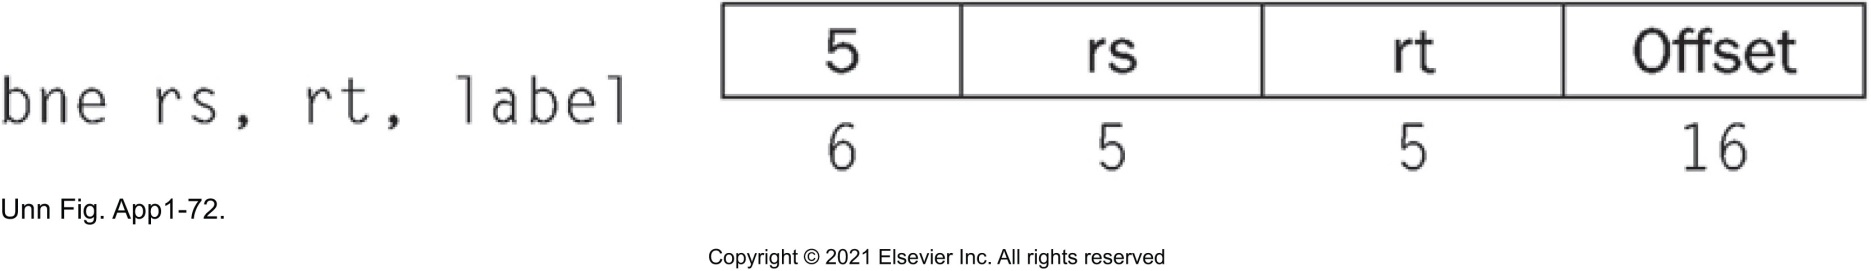 5 rs rt Offset
bne rs, rt, label
6 5 5 16
Unn Fig. App1-72.
Copyright © 2021 Elsevier Inc. All rights reserved